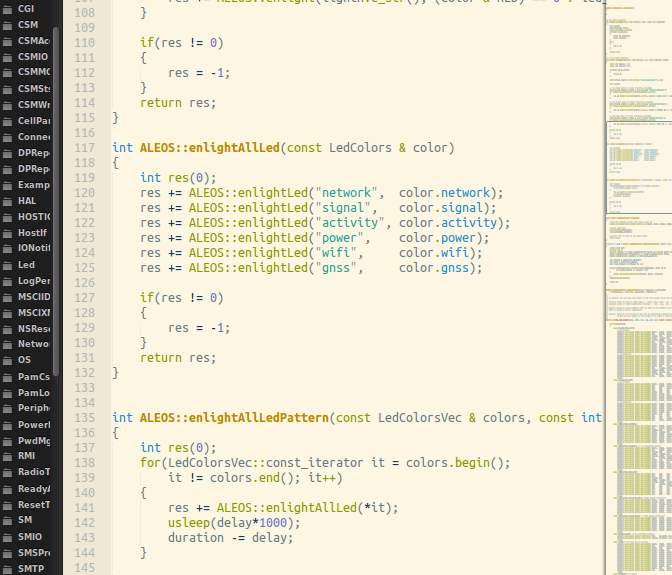 CGI
CSM
CSMAc
CSMIO
CSMMC
CSMSt
CSMWr
CellPa
Conne
DPRep
DPRep
Examp
HAL
HOSTIC
HostIf
IONotif
Led
LogPer
MSCIID
MSCIXM
NSRes
Netwo
OS
PamCs
PamLo
Periph
Powerl
PwdMg
RMI
RadioT
ReadyA
ResetT
SM
SMIO
SMSPr
SMTP
108 }
109
110 if(res != 0)
111 {
112 res = -1;
113 }
114 return res;
115 }
116
117 int ALEOS::enlightAllLed(const LedColors & color)
118 {
119 int res(0);
120 res += ALEOS::enlightLed("network", color.network);
121 res += ALEOS::enlightLed("signal", color.signal);
122 res += ALEOS::enlightLed("activity", color.activity);
123 res += ALEOS::enlightLed("power", color.power);
124 res += ALEOS::enlightLed("wifi", color.wifi);
125 res += ALEOS::enlightLed("gnss", color.gnss);
126
127 if(res != 0)
128 {
129 res = -1;
130 }
131 return res;
132 }
133
134
135 int ALEOS::enlightAllLedPattern(const LedColorsVec & colors, const int
136 {
137 int res(0);
138 for(LedColorsVec::const_iterator it = colors.begin();
139 it != colors.end(); it++)
140 {
141 res += ALEOS::enlightAllLed(*it);
142 usleep(delay*1000);
143 duration -= delay;
144 }
145